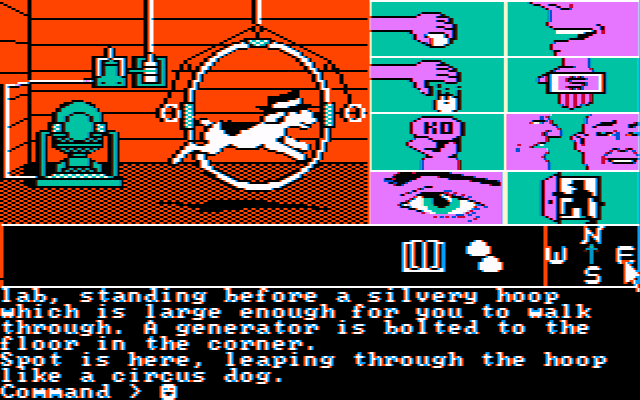 $
KO
N
W E
S
lab, standing before a silvery hoop
which is large enough for you to walk
through. A generator is bolted to the
floor in the corner.
Spot is here, leaping through the hoop
like a circus dog.
Command >